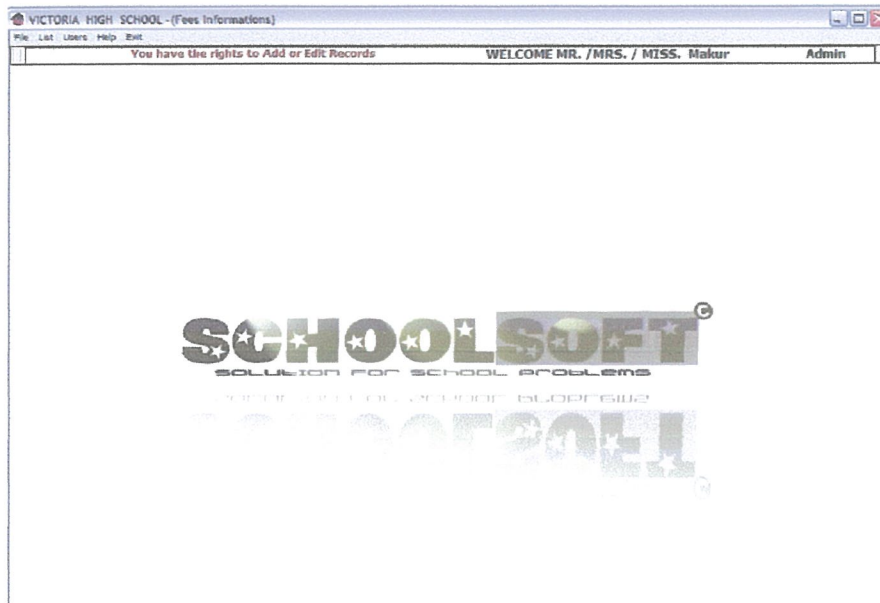 VICTORIA HIGH SCHOOL - (Fees Informations)
File List Users Help Exit
You have the rights to Add or Edit Records WELCOME MR. /MRS. / MISS. Makur Admin
SCHOOLSOFT ©
SOLUTION FOR SCHOOL PROBLEMS